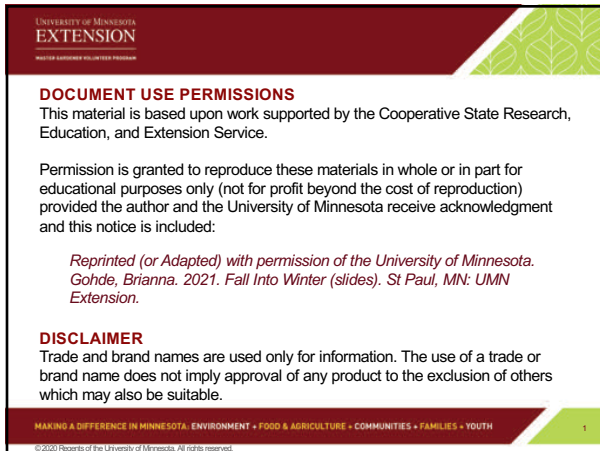 UNIVERSITY OF MINNESOTA
EXTENSION
MASTER GARDENER VOLUNTEER PROGRAM
DOCUMENT USE PERMISSIONS
This material is based upon work supported by the Cooperative State Research,
Education, and Extension Service.
Permission is granted to reproduce these materials in whole or in part for
educational purposes only (not for profit beyond the cost of reproduction)
provided the author and the University of Minnesota receive acknowledgment
and this notice is included:
Reprinted (or Adapted) with permission of the University of Minnesota.
Gohde, Brianna. 2021. Fall Into Winter (slides). St Paul, MN: UMN
Extension.
DISCLAIMER
Trade and brand names are used only for information. The use of a trade or
brand name does not imply approval of any product to the exclusion of others
which may also be suitable.
MAKING A DIFFERENCE IN MINNESOTA: ENVIRONMENT + FOOD & AGRICULTURE + COMMUNITIES + FAMILIES + YOUTH
1
©2020 Regents of the University of Minnesota. All rights reserved.